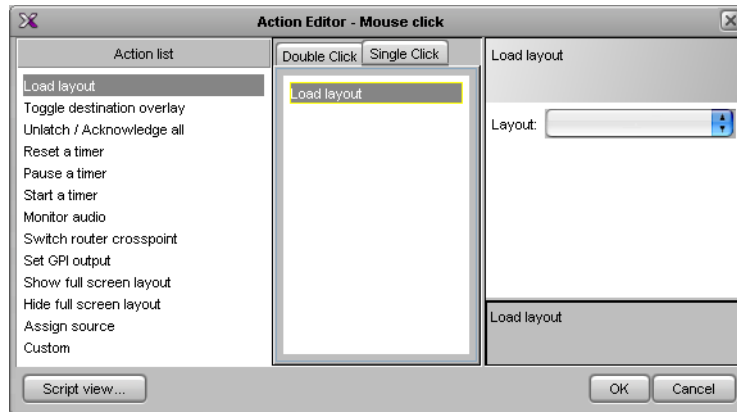 Action Editor - Mouse click
Action list
Load layout
Toggle destination overlay
Unlatch / Acknowledge all
Reset a timer
Pause a timer
Start a timer
Monitor audio
Switch router crosspoint
Set GPI output
Show full screen layout
Hide full screen layout
Assign source
Custom
Double Click Single Click
Load layout
Load layout
Layout:
Load layout
Script view...
OK Cancel